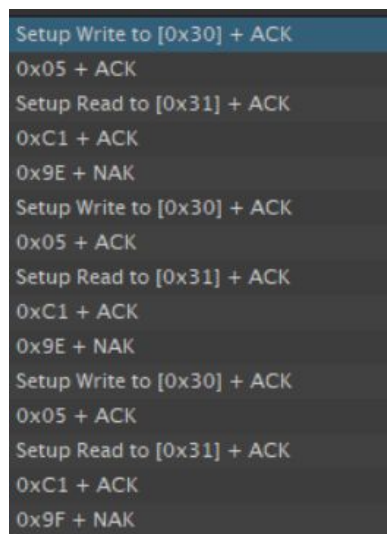 Setup Write to [0x30] + ACK
0x05 + ACK
Setup Read to [0x31] + ACK
0xC1 + ACK
0x9E + NAK
Setup Write to [0x30] + ACK
0x05 + ACK
Setup Read to [0x31] + ACK
0xC1 + ACK
0x9E + NAK
Setup Write to [0x30] + ACK
0x05 + ACK
Setup Read to [0x31] + ACK
0xC1 + ACK
0x9F + NAK